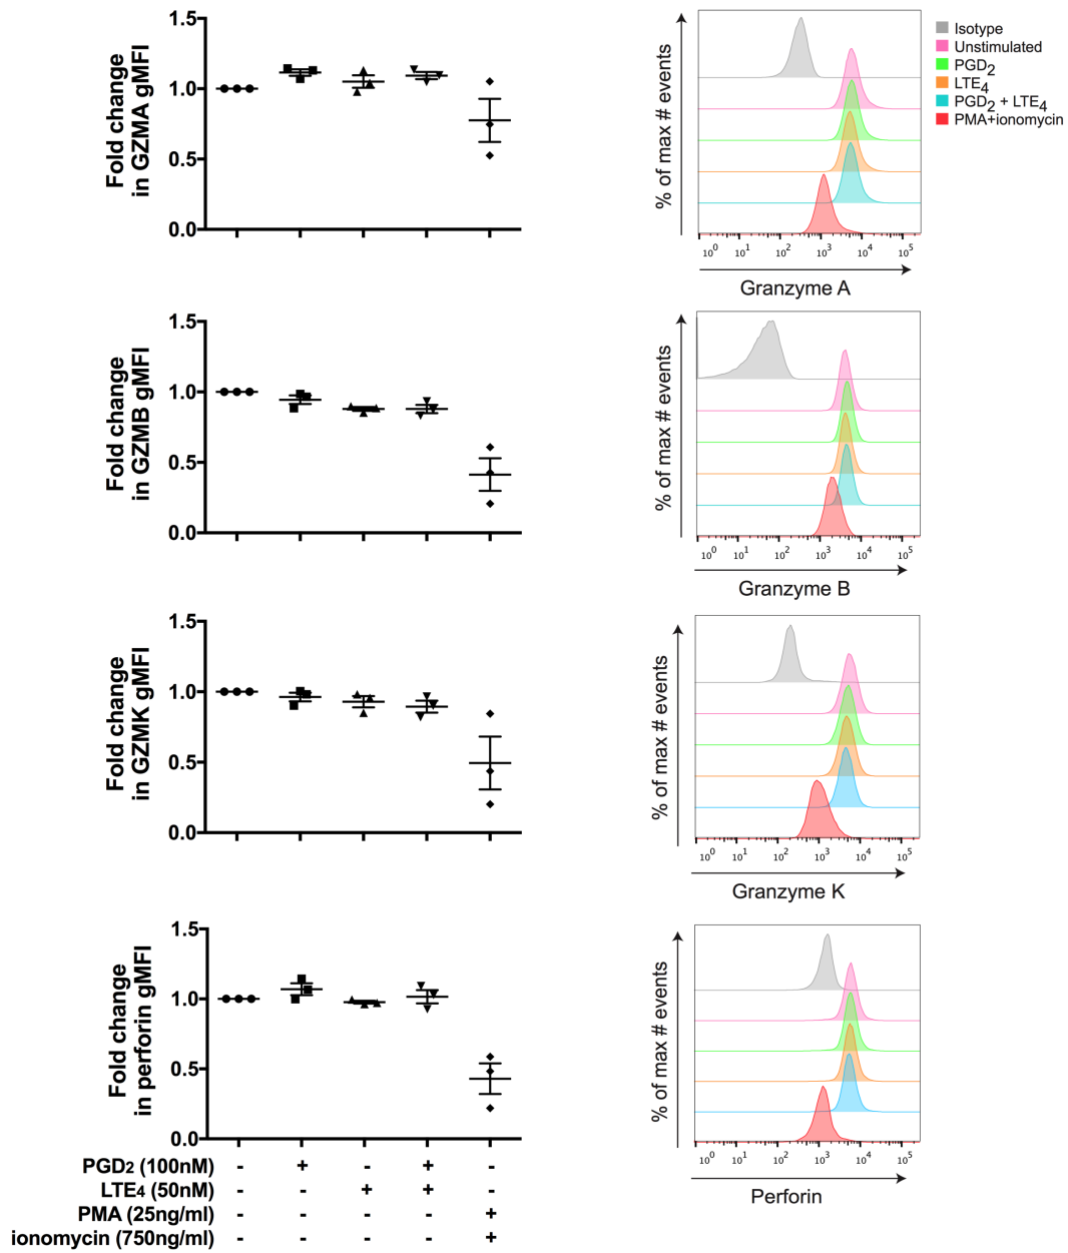 1.5
1.0
0.5
0.0
Fold change
in GZMA gMFI
% of max # events
10⁰ 10¹ 10² 10³ 10⁴ 10⁵
Granzyme A
Isotype
Unstimulated
PGD₂
LTE₄
PGD₂ + LTE₄
PMA+ionomycin
1.5
1.0
0.5
0.0
Fold change
in GZMB gMFI
% of max # events
10⁰ 10¹ 10² 10³ 10⁴ 10⁵
Granzyme B
1.5
1.0
0.5
0.0
Fold change
in GZMK gMFI
% of max # events
10⁰ 10¹ 10² 10³ 10⁴ 10⁵
Granzyme K
1.5
1.0
0.5
0.0
Fold change
in perforin gMFI
% of max # events
10⁰ 10¹ 10² 10³ 10⁴ 10⁵
Perforin
PGD₂ (100nM) - + - + -
LTE₄ (50nM) - - + + -
PMA (25ng/ml) - - - - +
ionomycin (750ng/ml) - - - - +